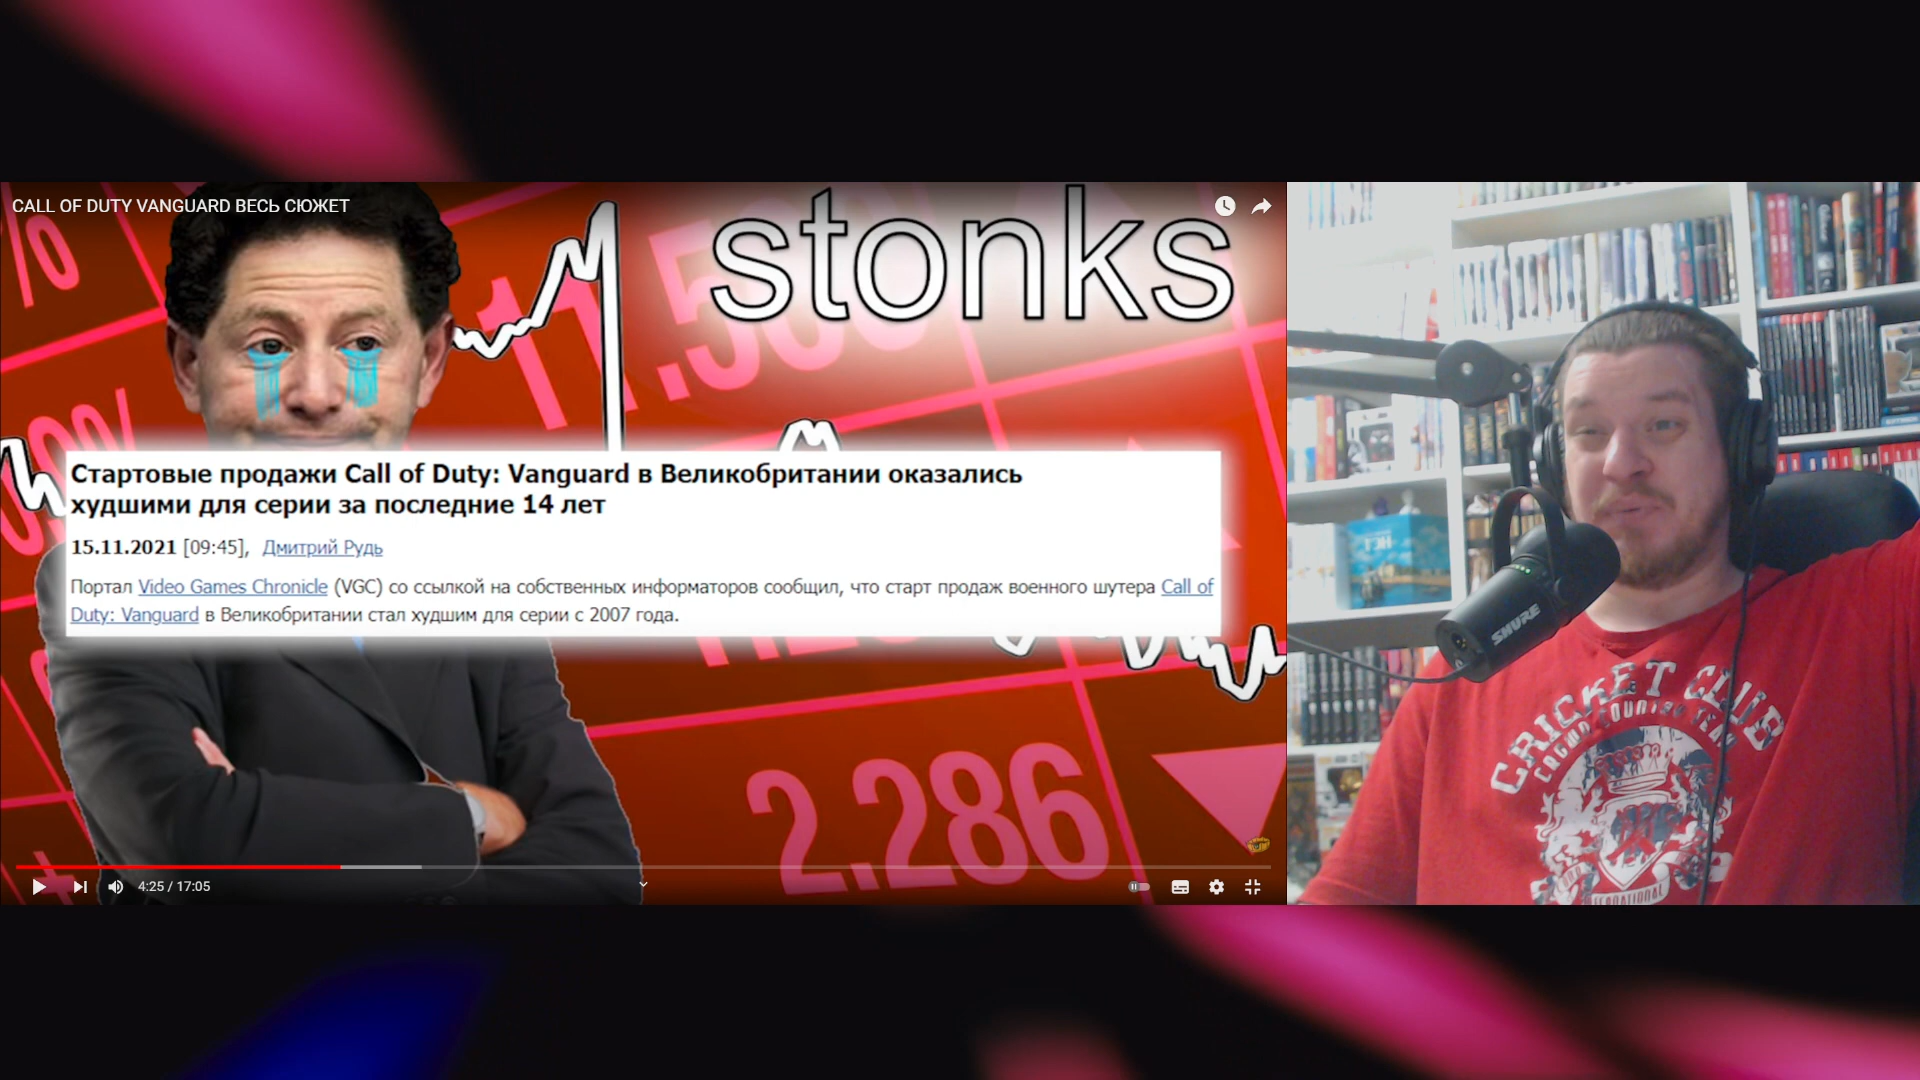 CALL OF DUTY VANGUARD ВЕСЬ СЮЖЕТ
stonks
11.50
Стартовые продажи Call of Duty: Vanguard в Великобритании оказались
худшими для серии за последние 14 лет
15.11.2021 [09:45], Дмитрий Рудь
Портал Video Games Chronicle (VGC) со ссылкой на собственных информаторов сообщил, что старт продаж военного шутера Call of
Duty: Vanguard в Великобритании стал худшим для серии с 2007 года.
2.286
4:25 / 17:05
SHURE
CRICKET CLUB